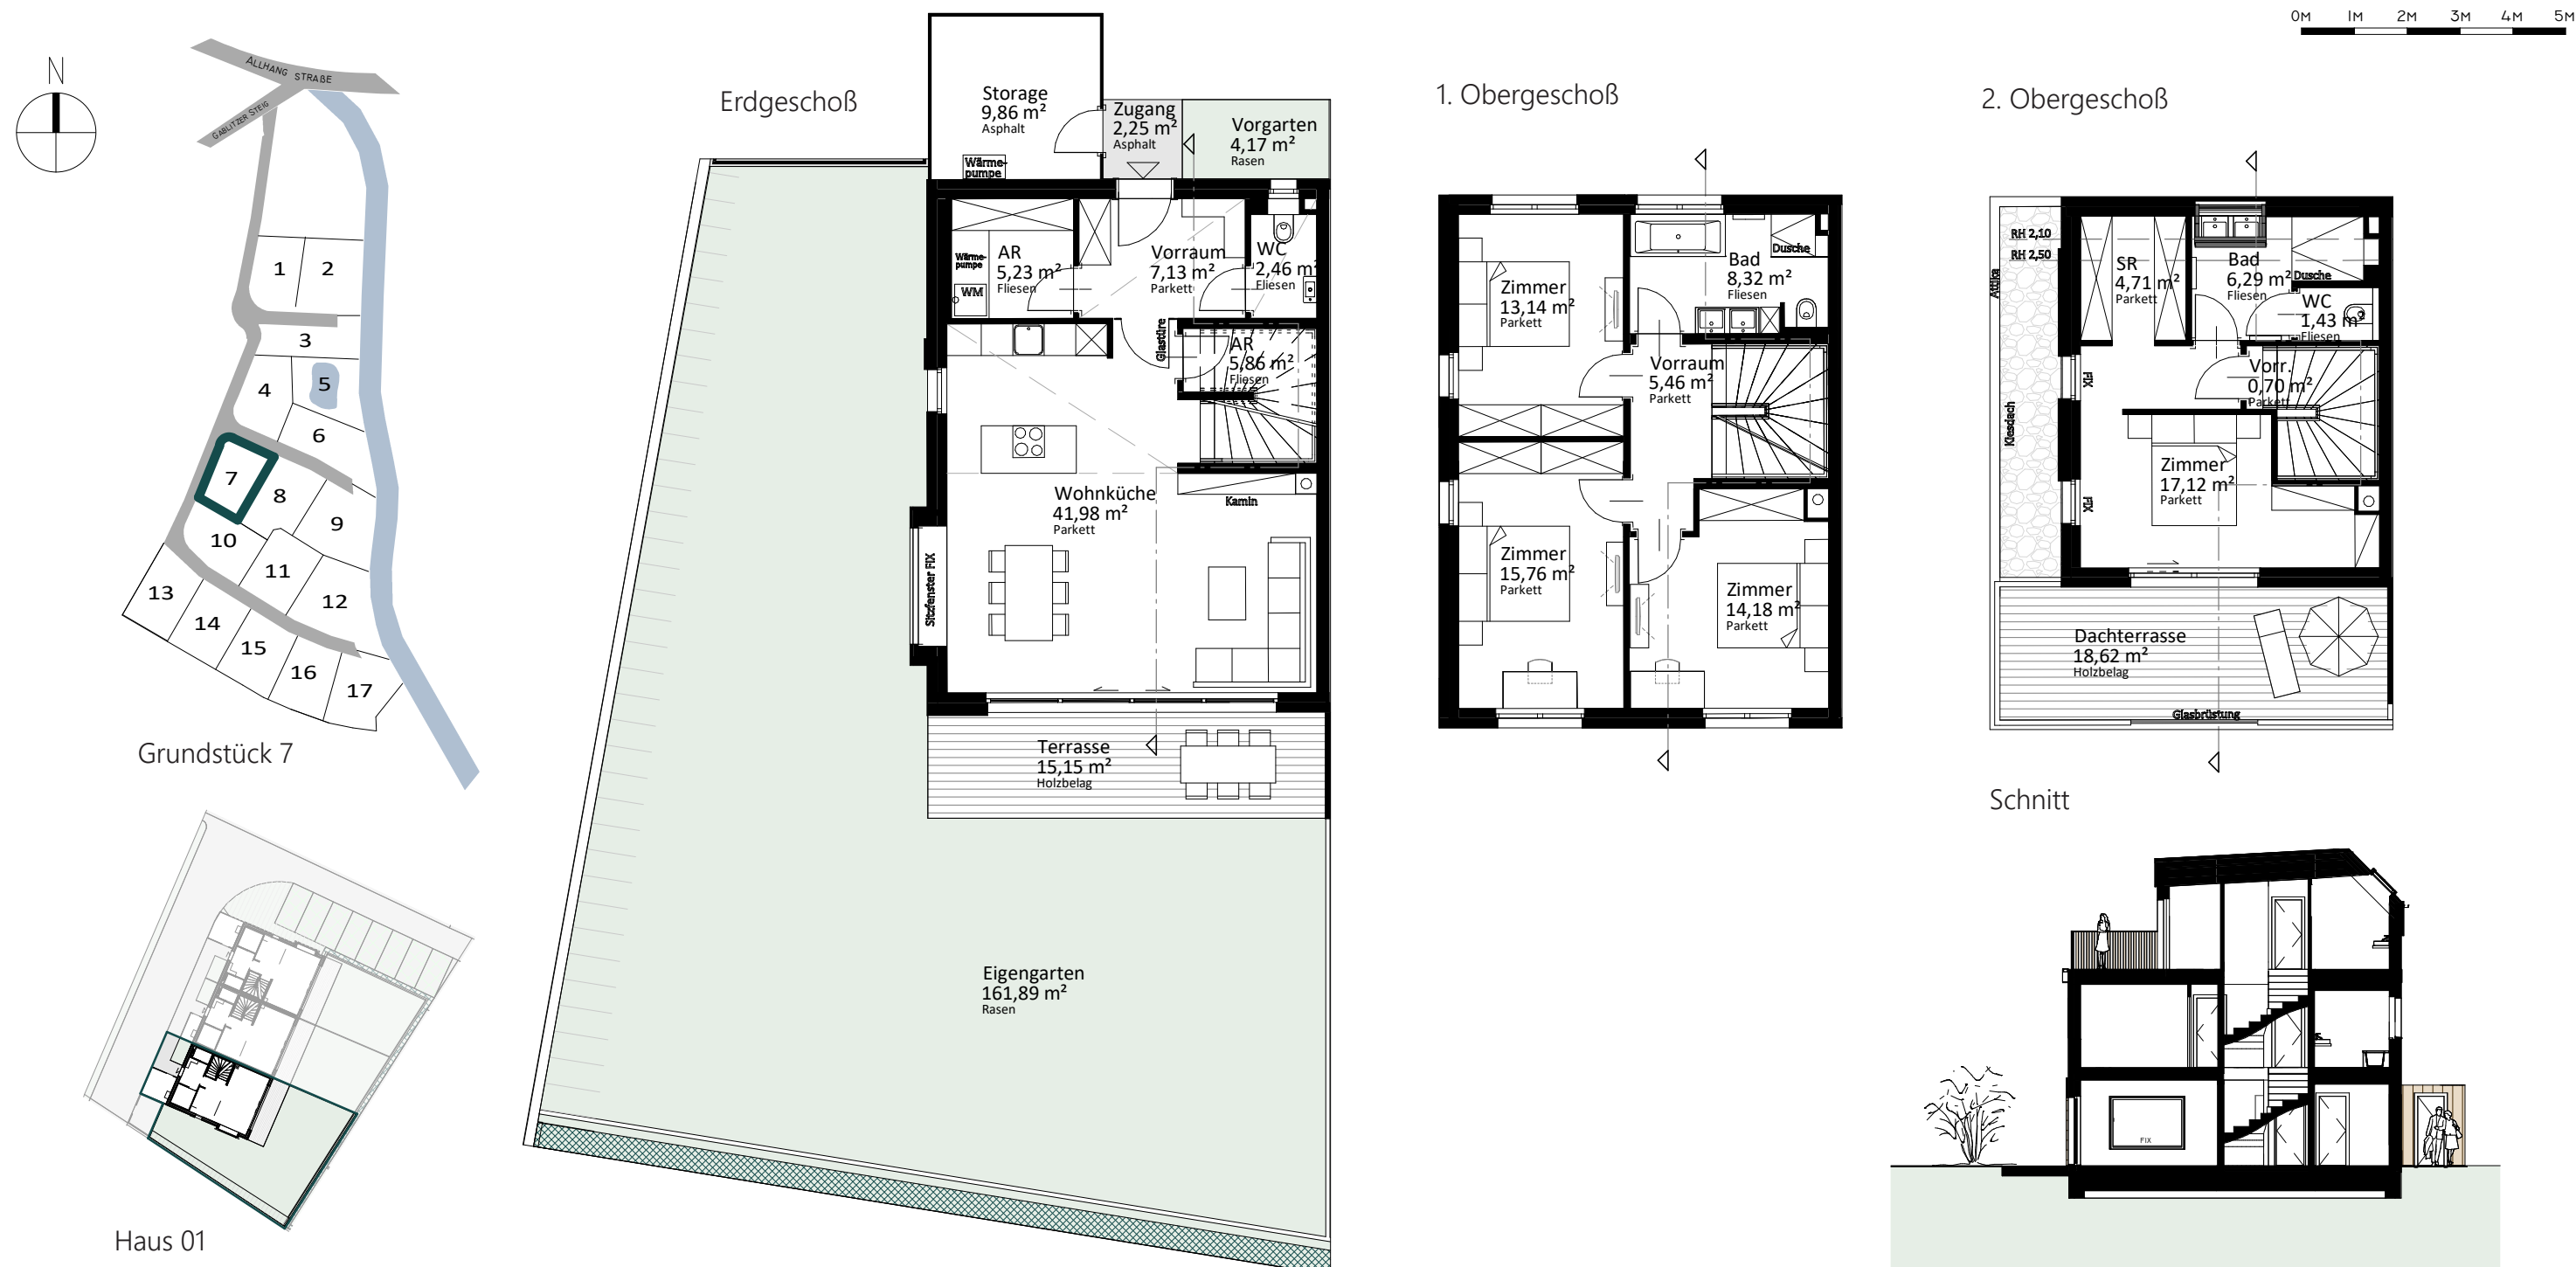 N
ALLHANG STRAßE
GABLITZER STEIG
1
2
3
4
5
6
7
8
9
10
11
12
13
14
15
16
17
Grundstück 7
Haus 01
Erdgeschoß
Storage
9,86 m²
Asphalt
Wärme-
pumpe
Zugang
2,25 m²
Asphalt
Vorgarten
4,17 m²
Rasen
AR
5,23 m²
Fliesen
Wärme-
pumpe
WM
Vorraum
7,13 m²
Parkett
WC
2,46 m²
Fliesen
Glastüre
AR
5,86 m²
Fliesen
Wohnküche
41,98 m²
Parkett
Kamin
Sitzfenster FIX
Terrasse
15,15 m²
Holzbelag
Eigengarten
161,89 m²
Rasen
1. Obergeschoß
Zimmer
13,14 m²
Parkett
Bad
8,32 m²
Fliesen
Dusche
Vorraum
5,46 m²
Parkett
Zimmer
15,76 m²
Parkett
Zimmer
14,18 m²
Parkett
0M 1M 2M 3M 4M 5M
2. Obergeschoß
RH 2,10
RH 2,50
Attika
Kiesdach
SR
4,71 m²
Parkett
Bad
6,29 m²
Fliesen
Dusche
WC
1,43 m²
Fliesen
Vorr.
0,70 m²
Parkett
FIX
FIX
Zimmer
17,12 m²
Parkett
Dachterrasse
18,62 m²
Holzbelag
Glasbrüstung
Schnitt
FIX